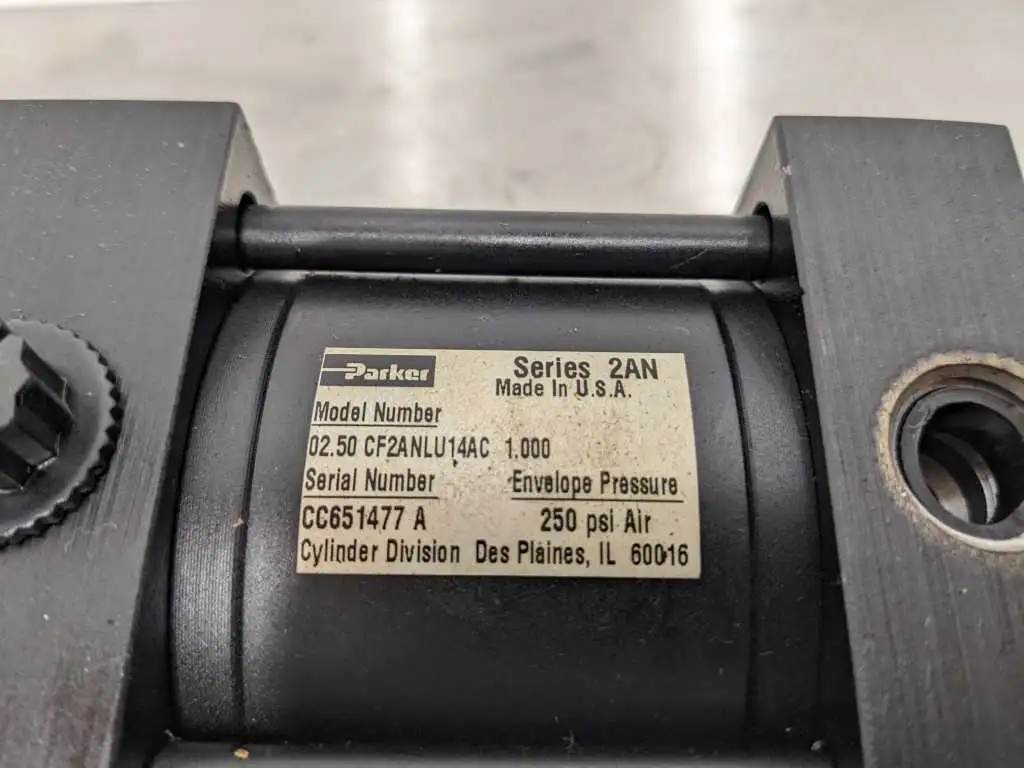 Parker Series 2AN
Made In U.S.A.
Model Number
02.50 CF2ANLU14AC 1.000
Serial Number Envelope Pressure
CC651477 A 250 psi Air
Cylinder Division Des Plaines, IL 60016